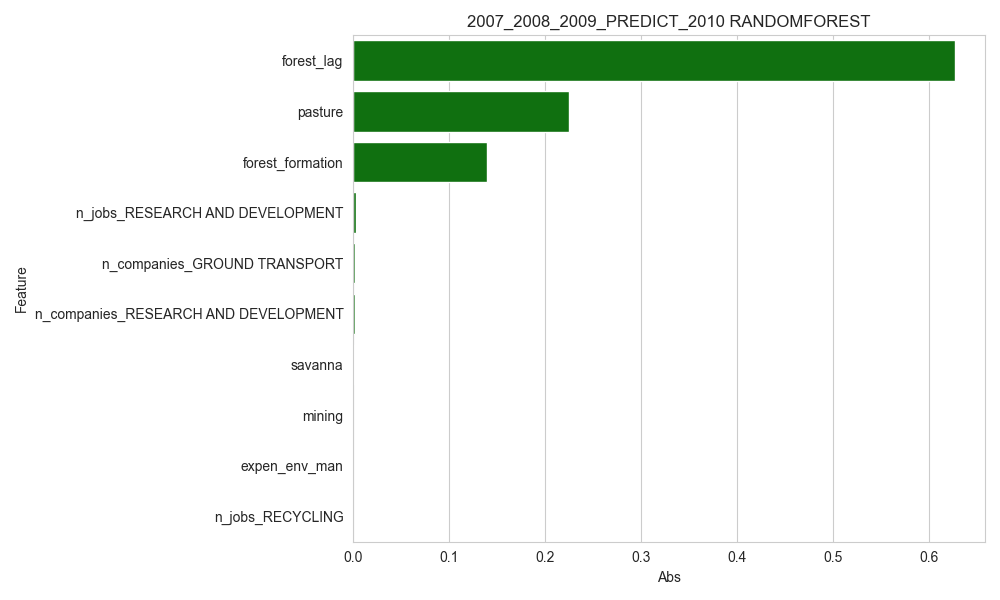 2007_2008_2009_PREDICT_2010 RANDOMFOREST
forest_lag
pasture
forest_formation
n_jobs_RESEARCH AND DEVELOPMENT
n_companies_GROUND TRANSPORT
n_companies_RESEARCH AND DEVELOPMENT
savanna
mining
expen_env_man
n_jobs_RECYCLING
Feature
0.0 0.1 0.2 0.3 0.4 0.5 0.6
Abs